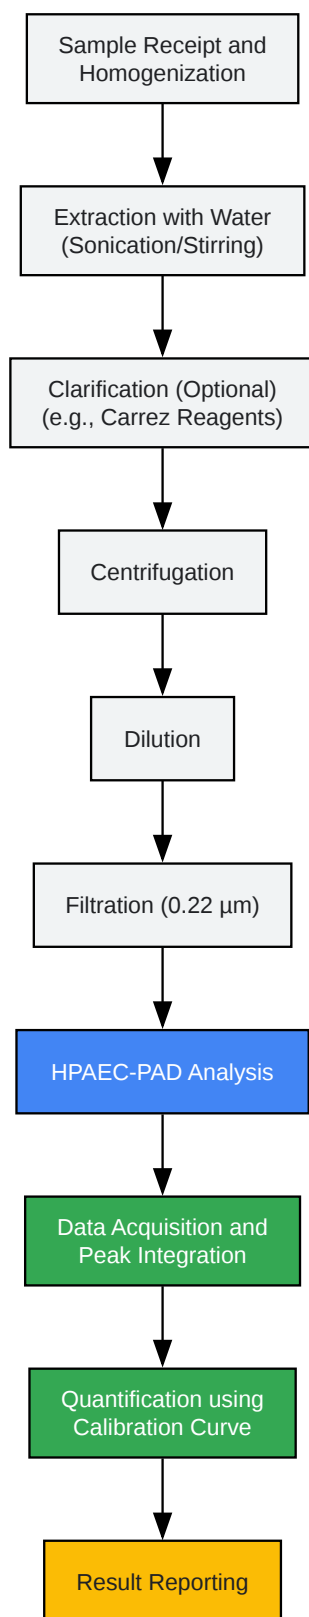 Sample Receipt and
Homogenization
Extraction with Water
(Sonication/Stirring)
Clarification (Optional)
(e.g., Carrez Reagents)
Centrifugation
Dilution
Filtration (0.22 µm)
HPAEC-PAD Analysis
Data Acquisition and
Peak Integration
Quantification using
Calibration Curve
Result Reporting